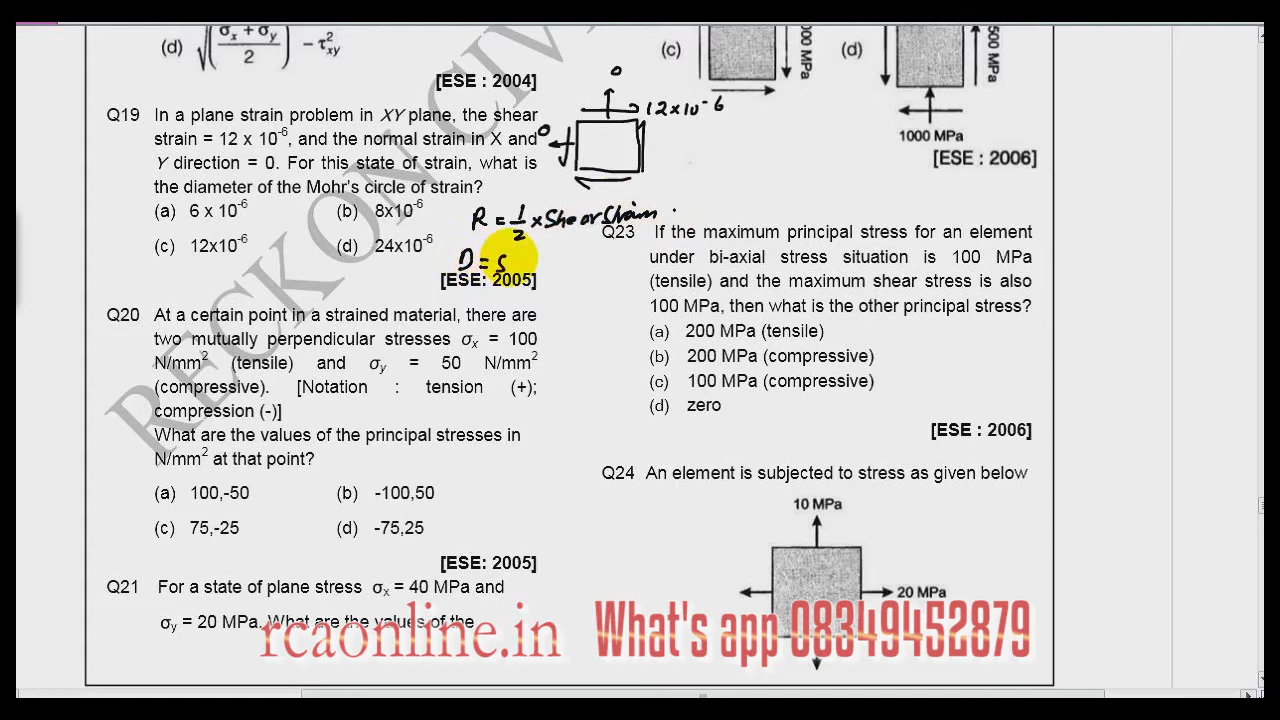 (d) √(σx + σy / 2) − τ²xy
[ESE : 2004]
Q19 In a plane strain problem in XY plane, the shear
strain = 12 x 10-6, and the normal strain in X and
Y direction = 0. For this state of strain, what is
the diameter of the Mohr's circle of strain?
(a) 6 x 10-6 (b) 8x10-6
(c) 12x10-6 (d) 24x10-6
[ESE: 2005]
0
12×10-6
0
R = 1/2 × Shear Strain
D = S
Q20 At a certain point in a strained material, there are
two mutually perpendicular stresses σx = 100
N/mm2 (tensile) and σy = 50 N/mm2
(compressive). [Notation : tension (+);
compression (-)]
What are the values of the principal stresses in
N/mm2 at that point?
(a) 100,-50 (b) -100,50
(c) 75,-25 (d) -75,25
[ESE: 2005]
Q21 For a state of plane stress σx = 40 MPa and
σy = 20 MPa. What are the values of the
(c) (d)
MPa
500 MPa
1000 MPa
[ESE : 2006]
Q23 If the maximum principal stress for an element
under bi-axial stress situation is 100 MPa
(tensile) and the maximum shear stress is also
100 MPa, then what is the other principal stress?
(a) 200 MPa (tensile)
(b) 200 MPa (compressive)
(c) 100 MPa (compressive)
(d) zero
[ESE : 2006]
Q24 An element is subjected to stress as given below
10 MPa
20 MPa
RECKON CIV
rcaonline.in What's app 08349452879